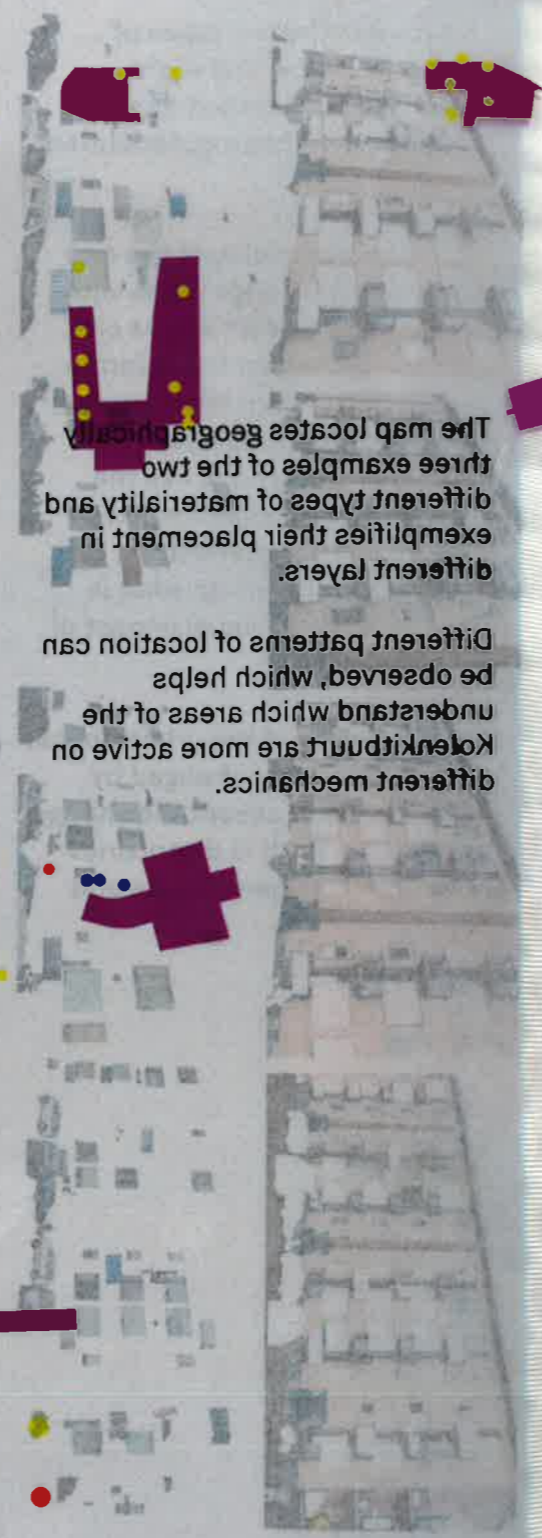 The map locates geographically
three examples of the two
different types of materiality and
exemplifies their placement in
different layers.
Different patterns of location can
be observed, which helps
understand which areas of the
Kolenkitbuurt are more active on
different mechanics.